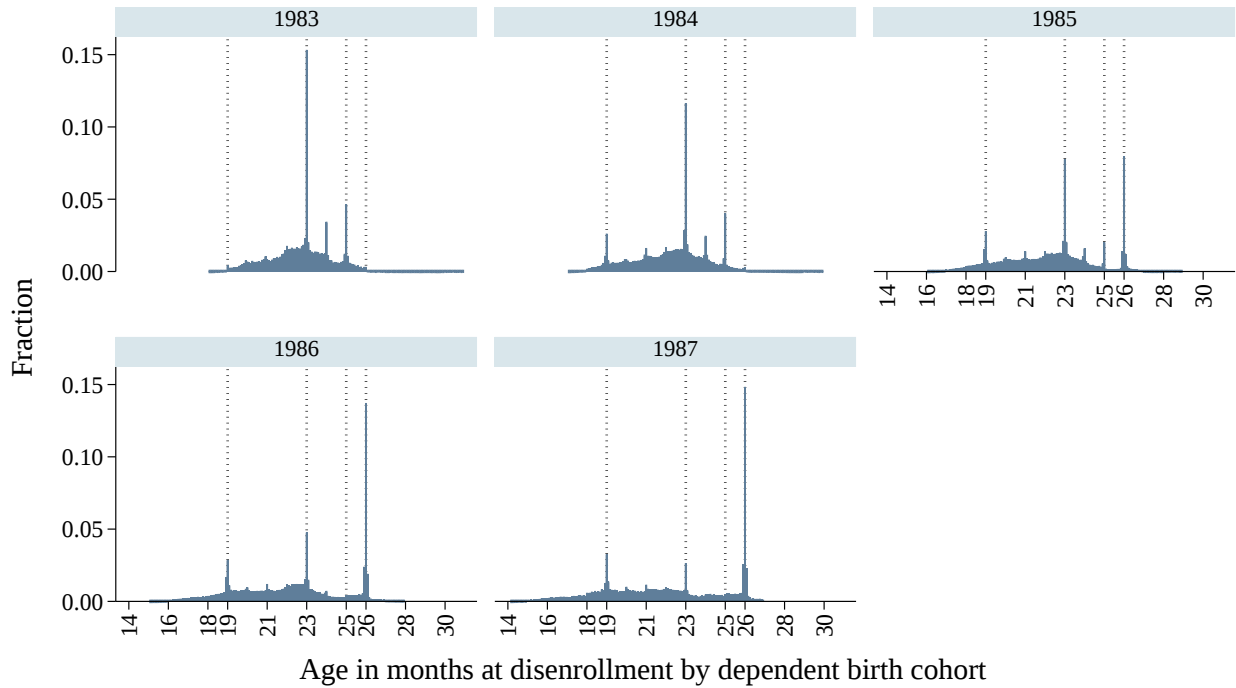 1983 1984 1985
0.15
0.10
0.05
0.00
14 16 18 19 21 23 25 26 28 30
Fraction
1986 1987
0.15
0.10
0.05
0.00
14 16 18 19 21 23 25 26 28 30 14 16 18 19 21 23 25 26 28 30
Age in months at disenrollment by dependent birth cohort